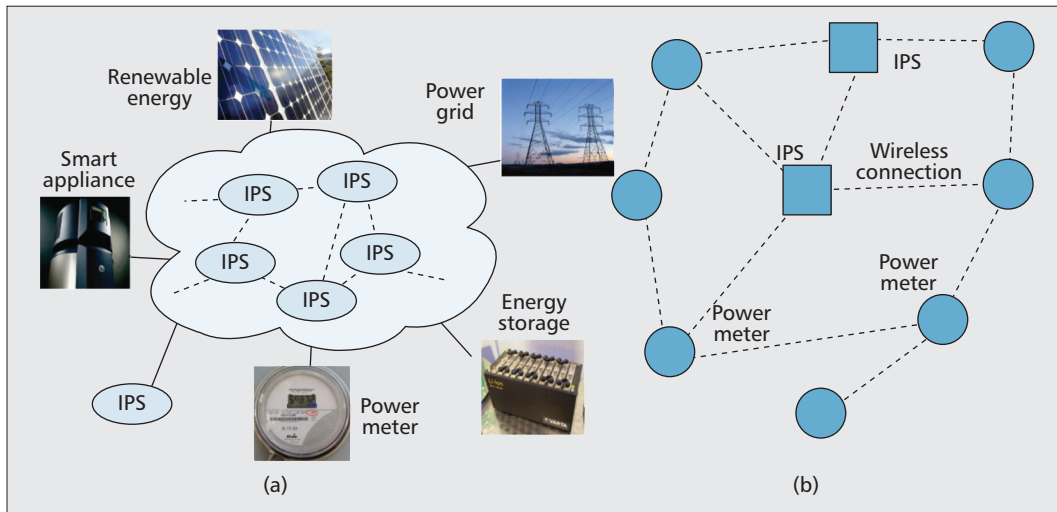 Renewable
energy
Power
grid
Smart
appliance
IPS
IPS
IPS
IPS
IPS
IPS
Energy
storage
Power
meter
(a)
IPS
IPS
Wireless
connection
Power
meter
Power
meter
(b)
VARTA